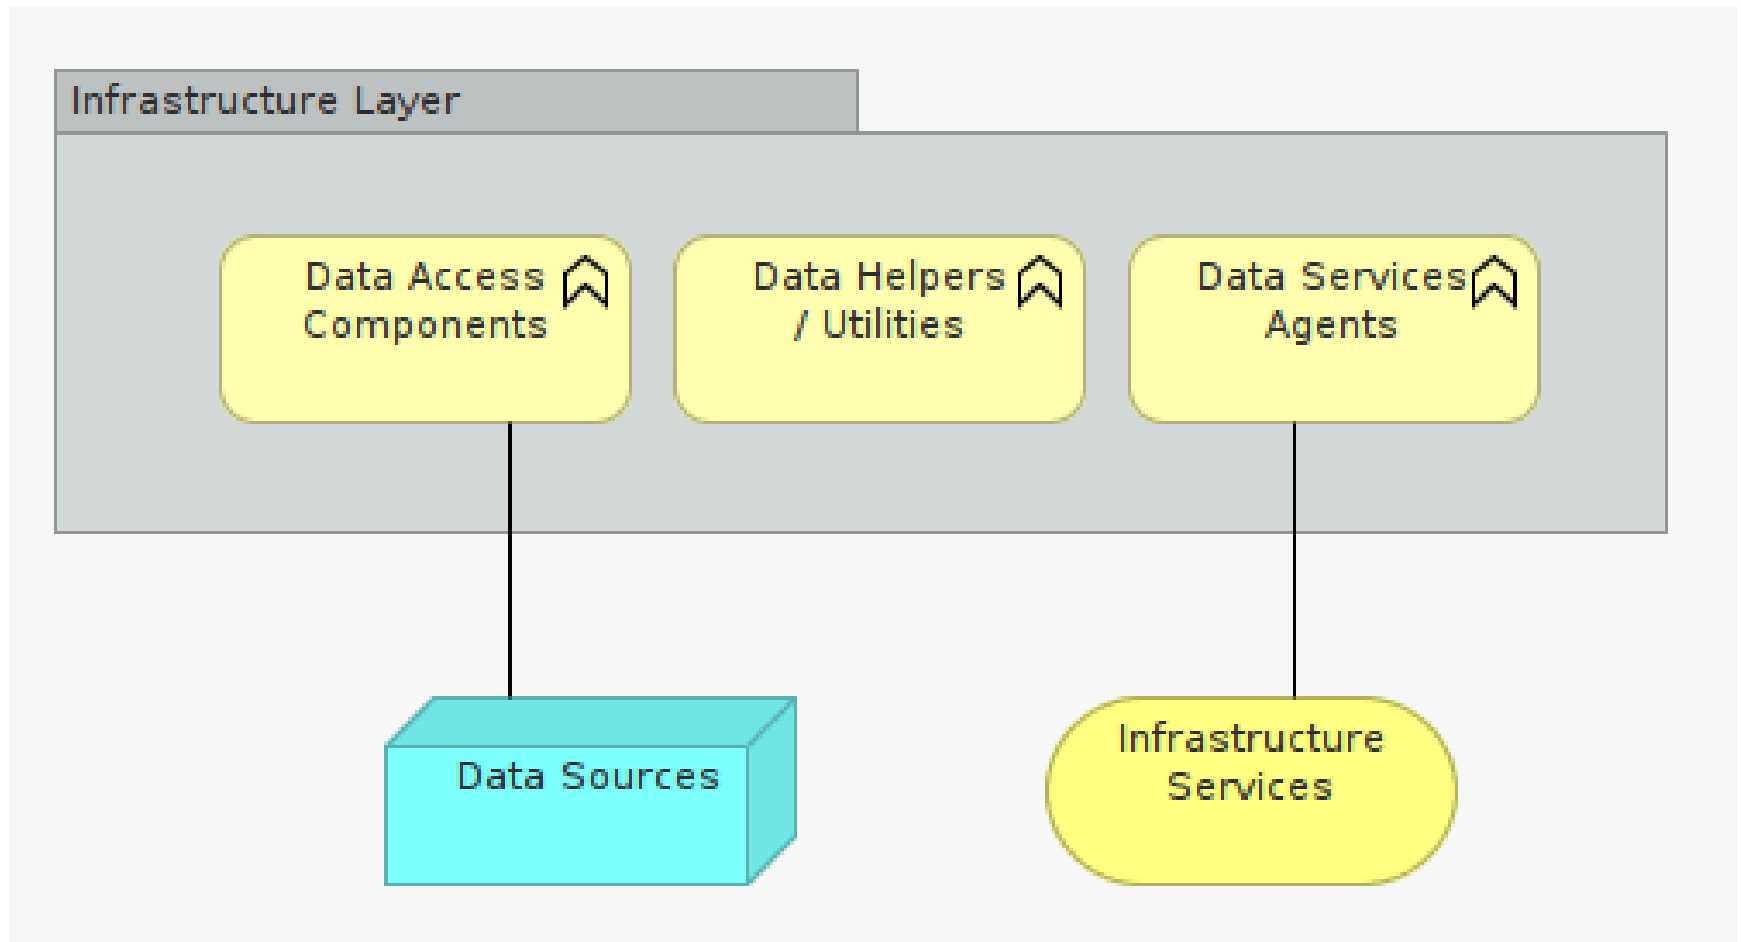 Infrastructure Layer
Data Access
Components
Data Helpers
/ Utilities
Data Services
Agents
Data Sources
Infrastructure
Services